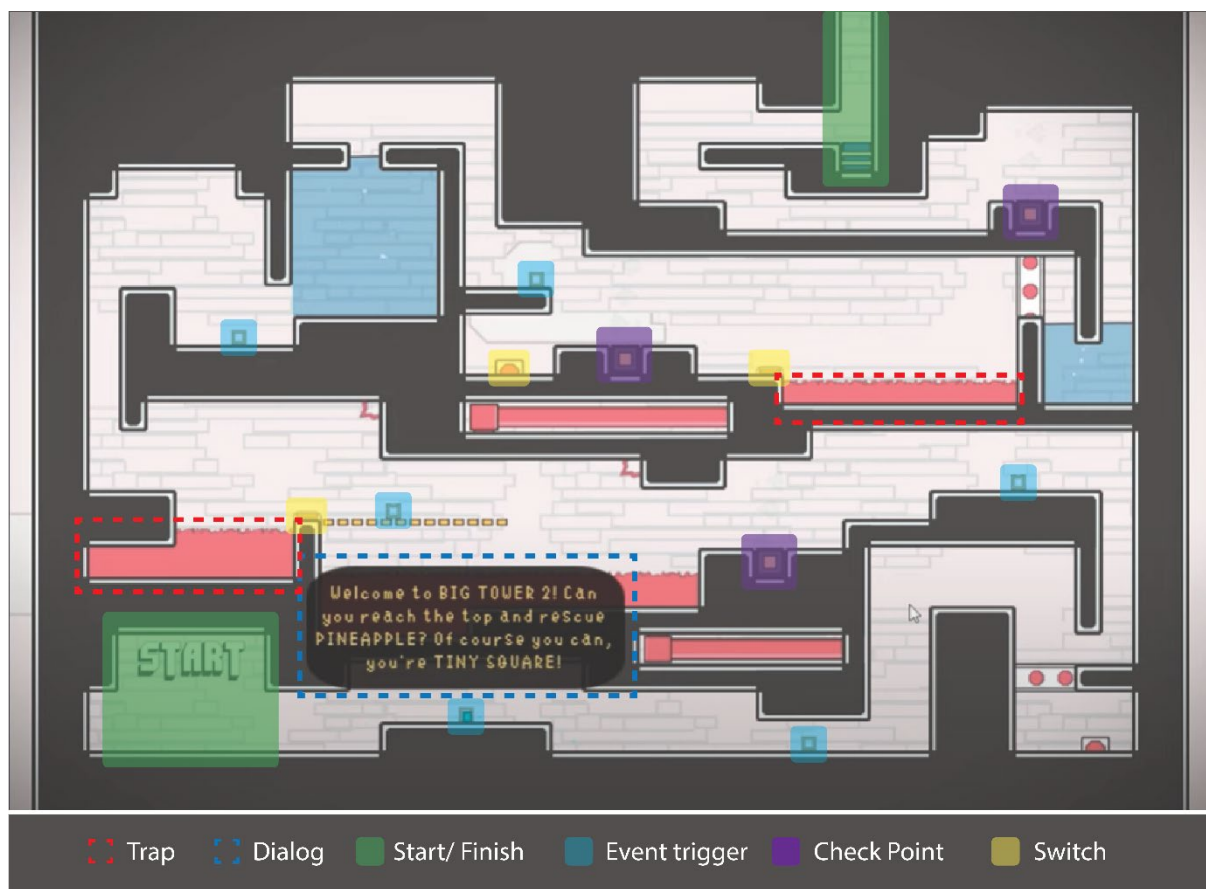 Welcome to BIG TOWER 2! Can
you reach the top and rescue
PINEAPPLE? Of course you can,
you're TINY SQUARE!
START
Trap
Dialog
Start/ Finish
Event trigger
Check Point
Switch